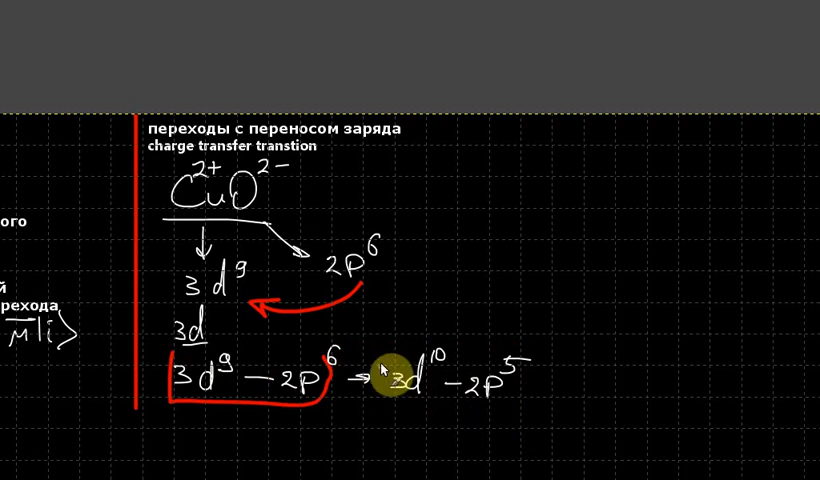 переходы с переносом заряда
charge transfer transtion
Cu²⁺O²⁻
ого
2p⁶
3d⁹
й
рехода
3d
μ|i⟩
3d⁹ — 2p⁶ → 3d¹⁰ – 2p⁵